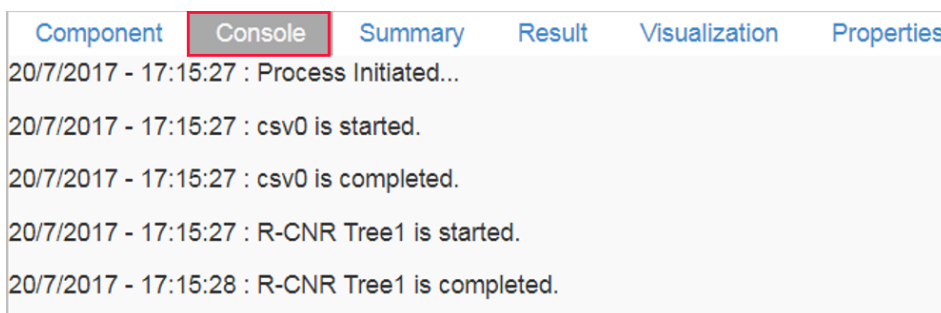 Component Console Summary Result Visualization Properties
20/7/2017 - 17:15:27 : Process Initiated...
20/7/2017 - 17:15:27 : csv0 is started.
20/7/2017 - 17:15:27 : csv0 is completed.
20/7/2017 - 17:15:27 : R-CNR Tree1 is started.
20/7/2017 - 17:15:28 : R-CNR Tree1 is completed.